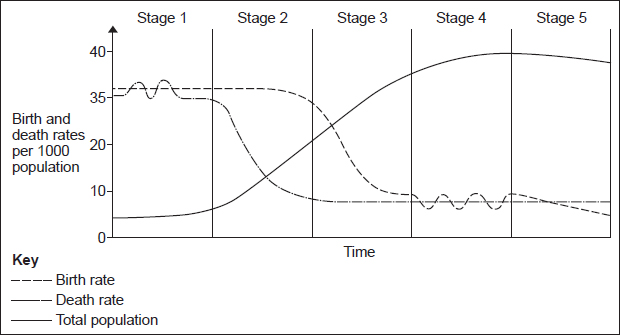 Stage 1 Stage 2 Stage 3 Stage 4 Stage 5
40
35
20
10
0
Birth and
death rates
per 1000
population
Time
Key
Birth rate
Death rate
Total population